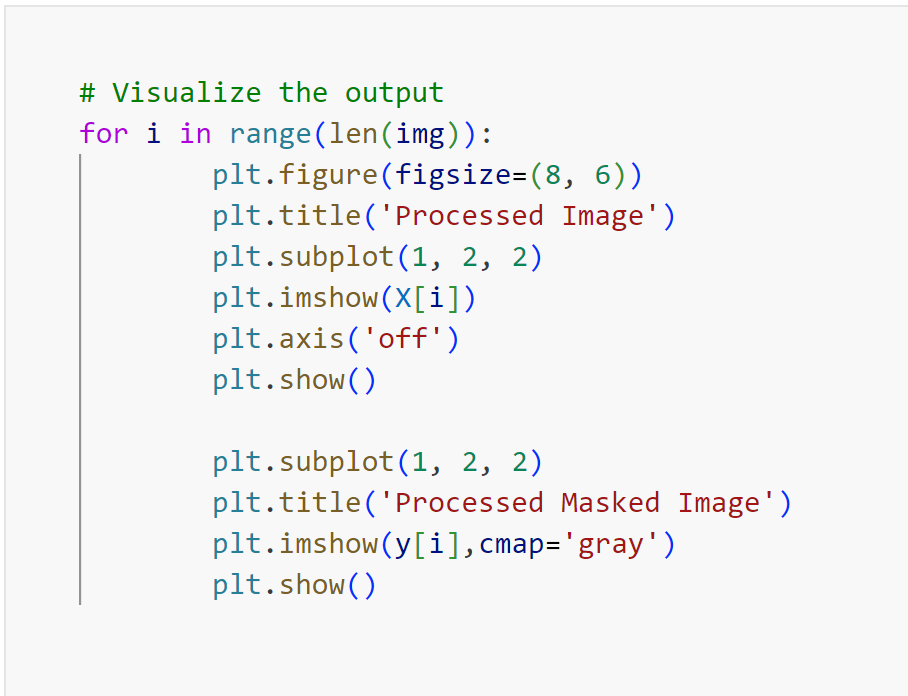 # Visualize the output
for i in range(len(img)):
        plt.figure(figsize=(8, 6))
        plt.title('Processed Image')
        plt.subplot(1, 2, 2)
        plt.imshow(X[i])
        plt.axis('off')
        plt.show()

        plt.subplot(1, 2, 2)
        plt.title('Processed Masked Image')
        plt.imshow(y[i],cmap='gray')
        plt.show()